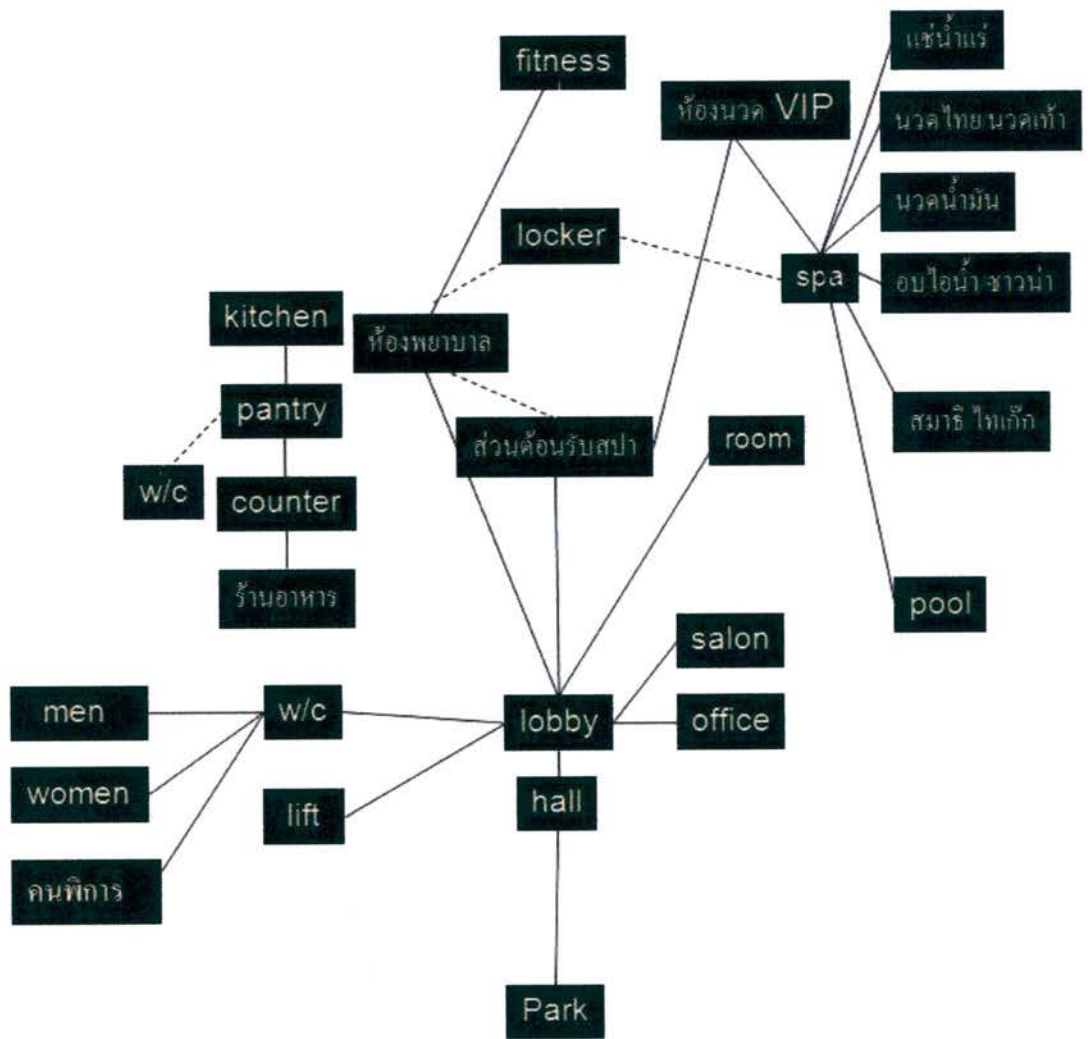 fitness
แช่น้ำแร่
ห้องนวด VIP
นวดไทย นวดเท้า
นวดน้ำมัน
locker
spa
อบไอน้ำ ซาวน่า
kitchen
ห้องพยาบาล
pantry
สมาธิ ไทเก๊ก
ส่วนต้อนรับสปา
room
w/c
counter
ร้านอาหาร
pool
salon
men
w/c
lobby
office
women
lift
hall
คนพิการ
Park